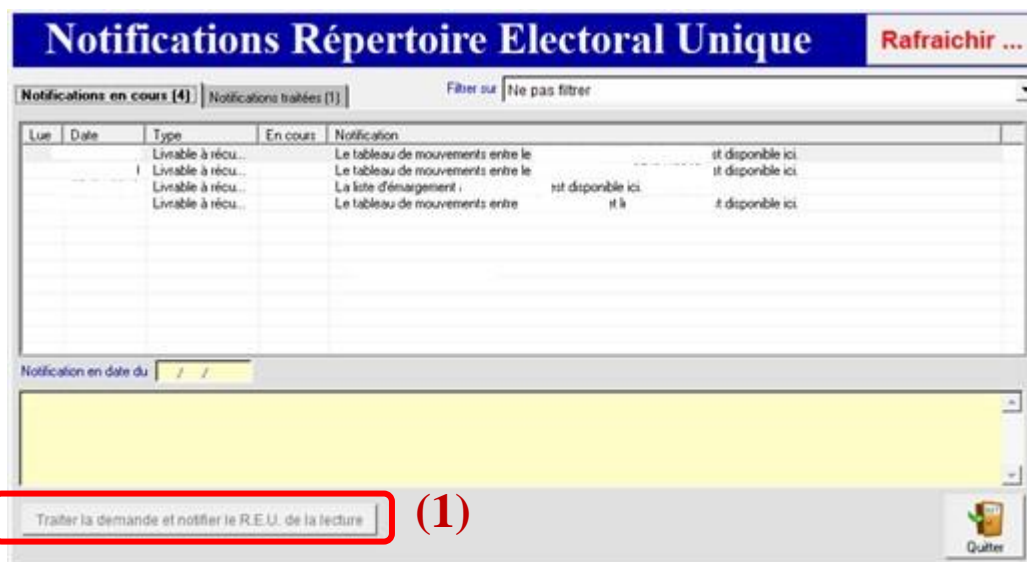 Notifications Répertoire Electoral Unique
Rafraichir ...
Notifications en cours [4] Notifications traitées [1]
Filtrer sur Ne pas filtrer
Lue Date Type En cours Notification
Livrable à récu... Le tableau de mouvements entre le st disponible ici.
Livrable à récu... Le tableau de mouvements entre le st disponible ici.
Livrable à récu... La liste d'émargement est disponible ici.
Livrable à récu... Le tableau de mouvements entre t disponible ici.
Notification en date du / /
Traiter la demande et notifier le R.E.U. de la lecture
(1)
Quitter